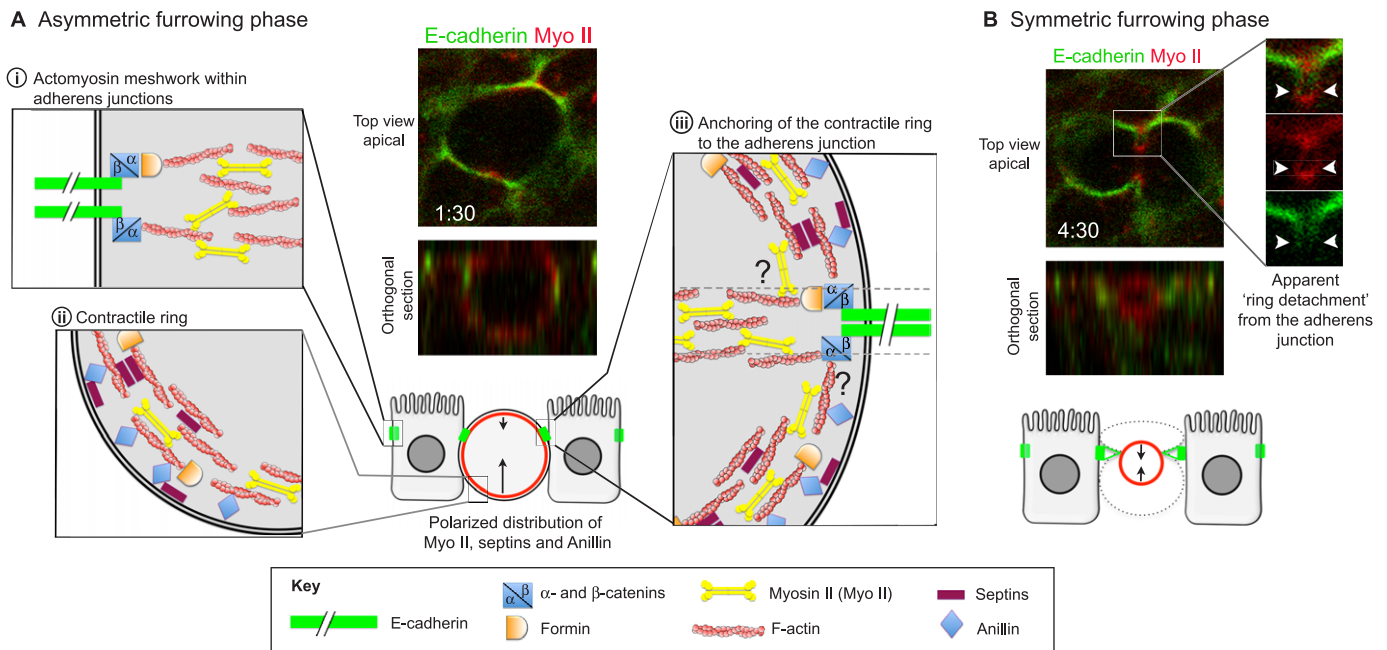 A Asymmetric furrowing phase
i Actomyosin meshwork within
adherens junctions
β α
β α
ii Contractile ring
E-cadherin Myo II
Top view
apical
1:30
Orthogonal
section
Polarized distribution of
Myo II, septins and Anillin
iii Anchoring of the contractile ring
to the adherens junction
?
α β
α β
?
B Symmetric furrowing phase
E-cadherin Myo II
Top view
apical
4:30
Orthogonal
section
Apparent
‘ring detachment’
from the adherens
junction
Key
E-cadherin
α β
α- and β-catenins
Formin
Myosin II (Myo II)
F-actin
Septins
Anillin